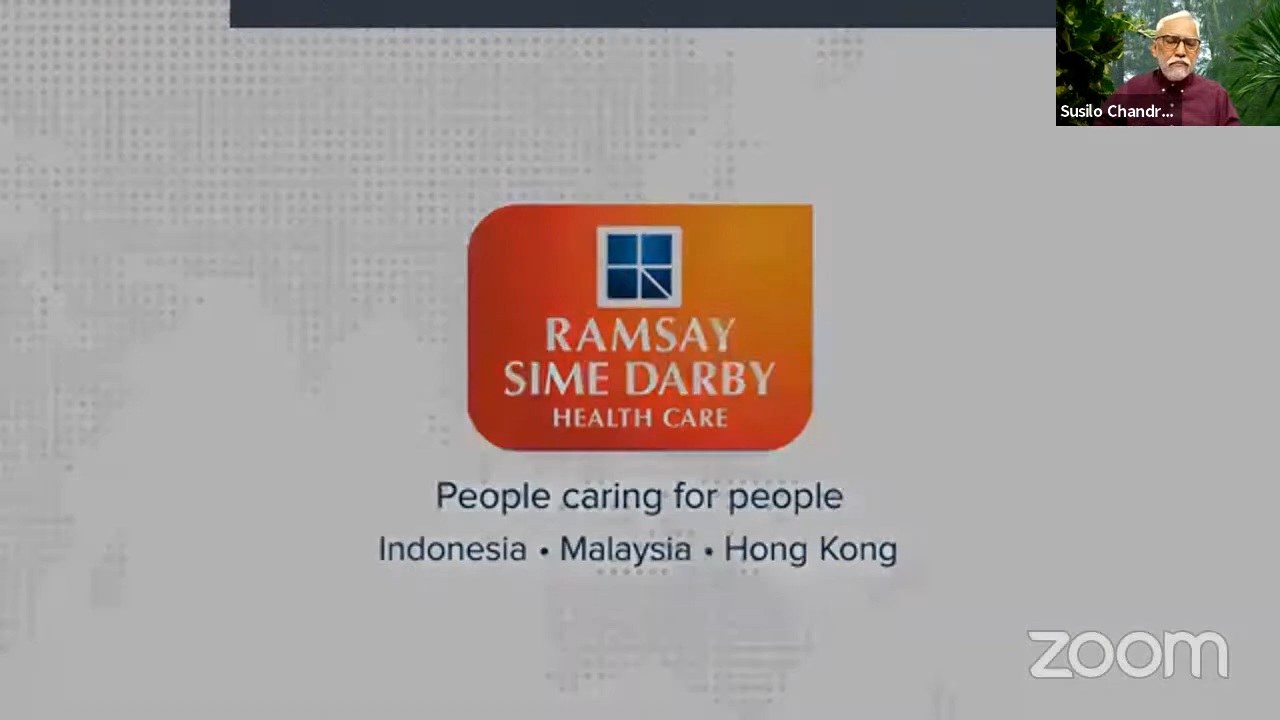 Susilo Chandr...
RAMSAY
SIME DARBY
HEALTH CARE
People caring for people
Indonesia • Malaysia • Hong Kong
zoom